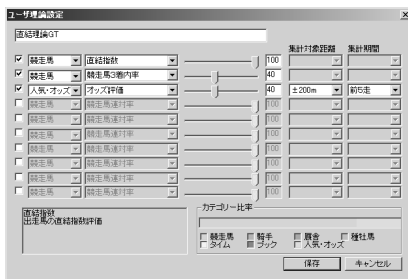 ユーザ理論設定
直結理論GT
集計対象距離 集計期間
競走馬 直結指数 100
競走馬 競走馬3着内率 40
人気・オッズ オッズ評価 40 ±200m 前5走
競走馬 競走馬連対率 100
競走馬 競走馬連対率 100
競走馬 競走馬連対率 100
競走馬 競走馬連対率 100
競走馬 競走馬連対率 100
競走馬 競走馬連対率 100
競走馬 競走馬連対率 100
直結指数
出走馬の直結指数評価
カテゴリー比率
競走馬 騎手 厩舎 種牡馬
タイム ブック 人気・オッズ
保存 キャンセル